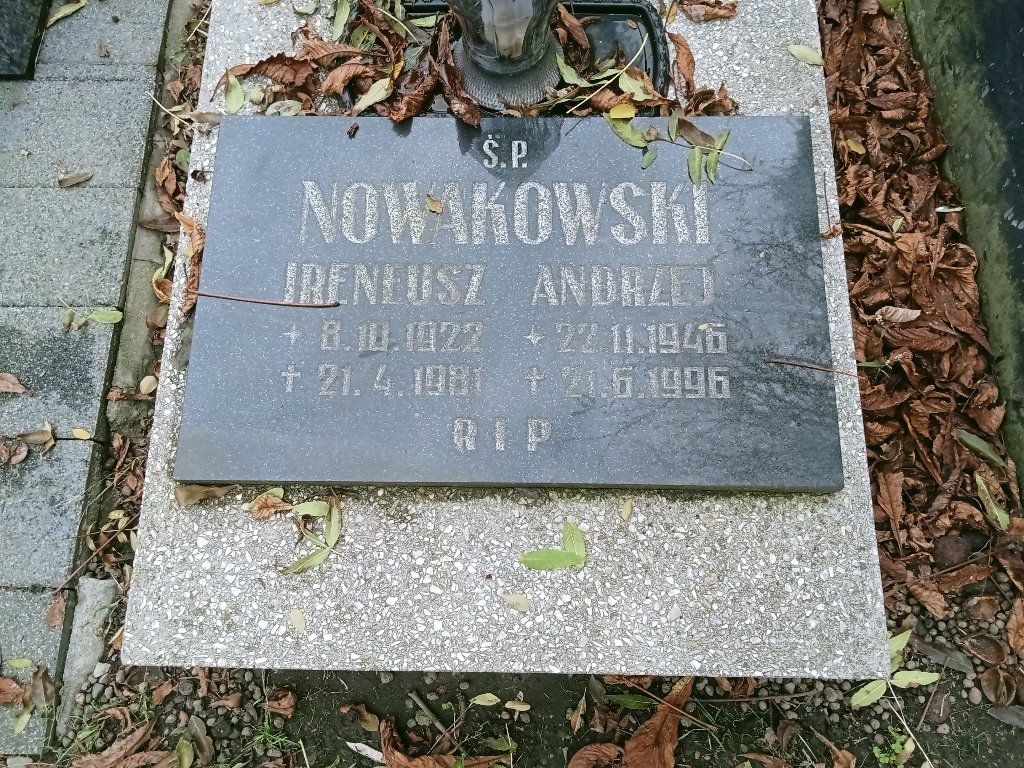 Ś.P.
NOWAKOWSKI
IRENEUSZ ANDRZEJ
+ 8.10.1922 + 22.11.1946
† 21.4.1981 † 21.6.1996
R I P